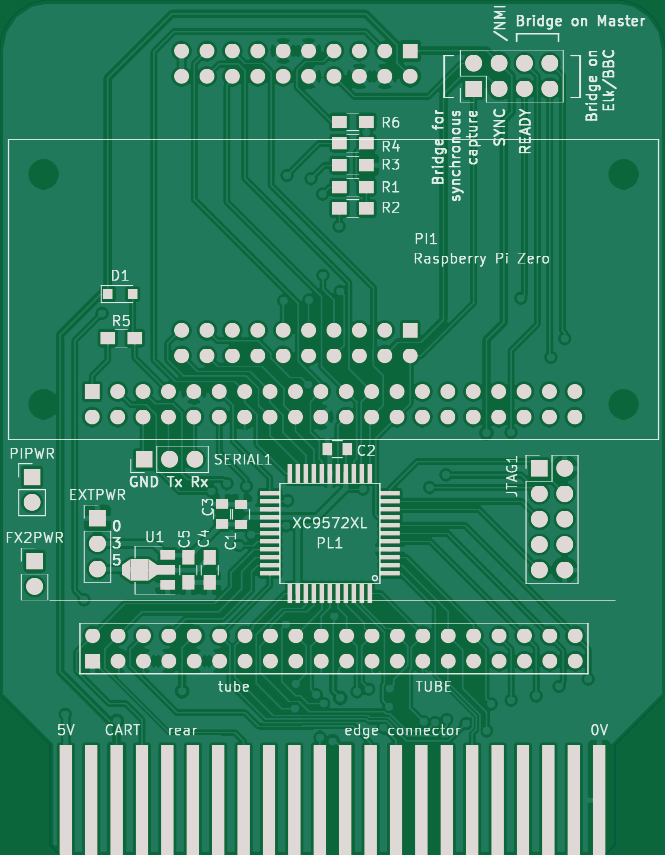 /NMI
Bridge on Master
Bridge on
Elk/BBC
Bridge for
synchronous
capture
SYNC
READY
R6
R4
R3
R1
R2
PI1
Raspberry Pi Zero
D1
R5
PIPWR
SERIAL1
C2
GND Tx Rx
JTAG1
EXTPWR
0
3
5
C3
C1
XC9572XL
PL1
FX2PWR
U1
C5
C4
tube
TUBE
5V
CART
rear
edge connector
0V